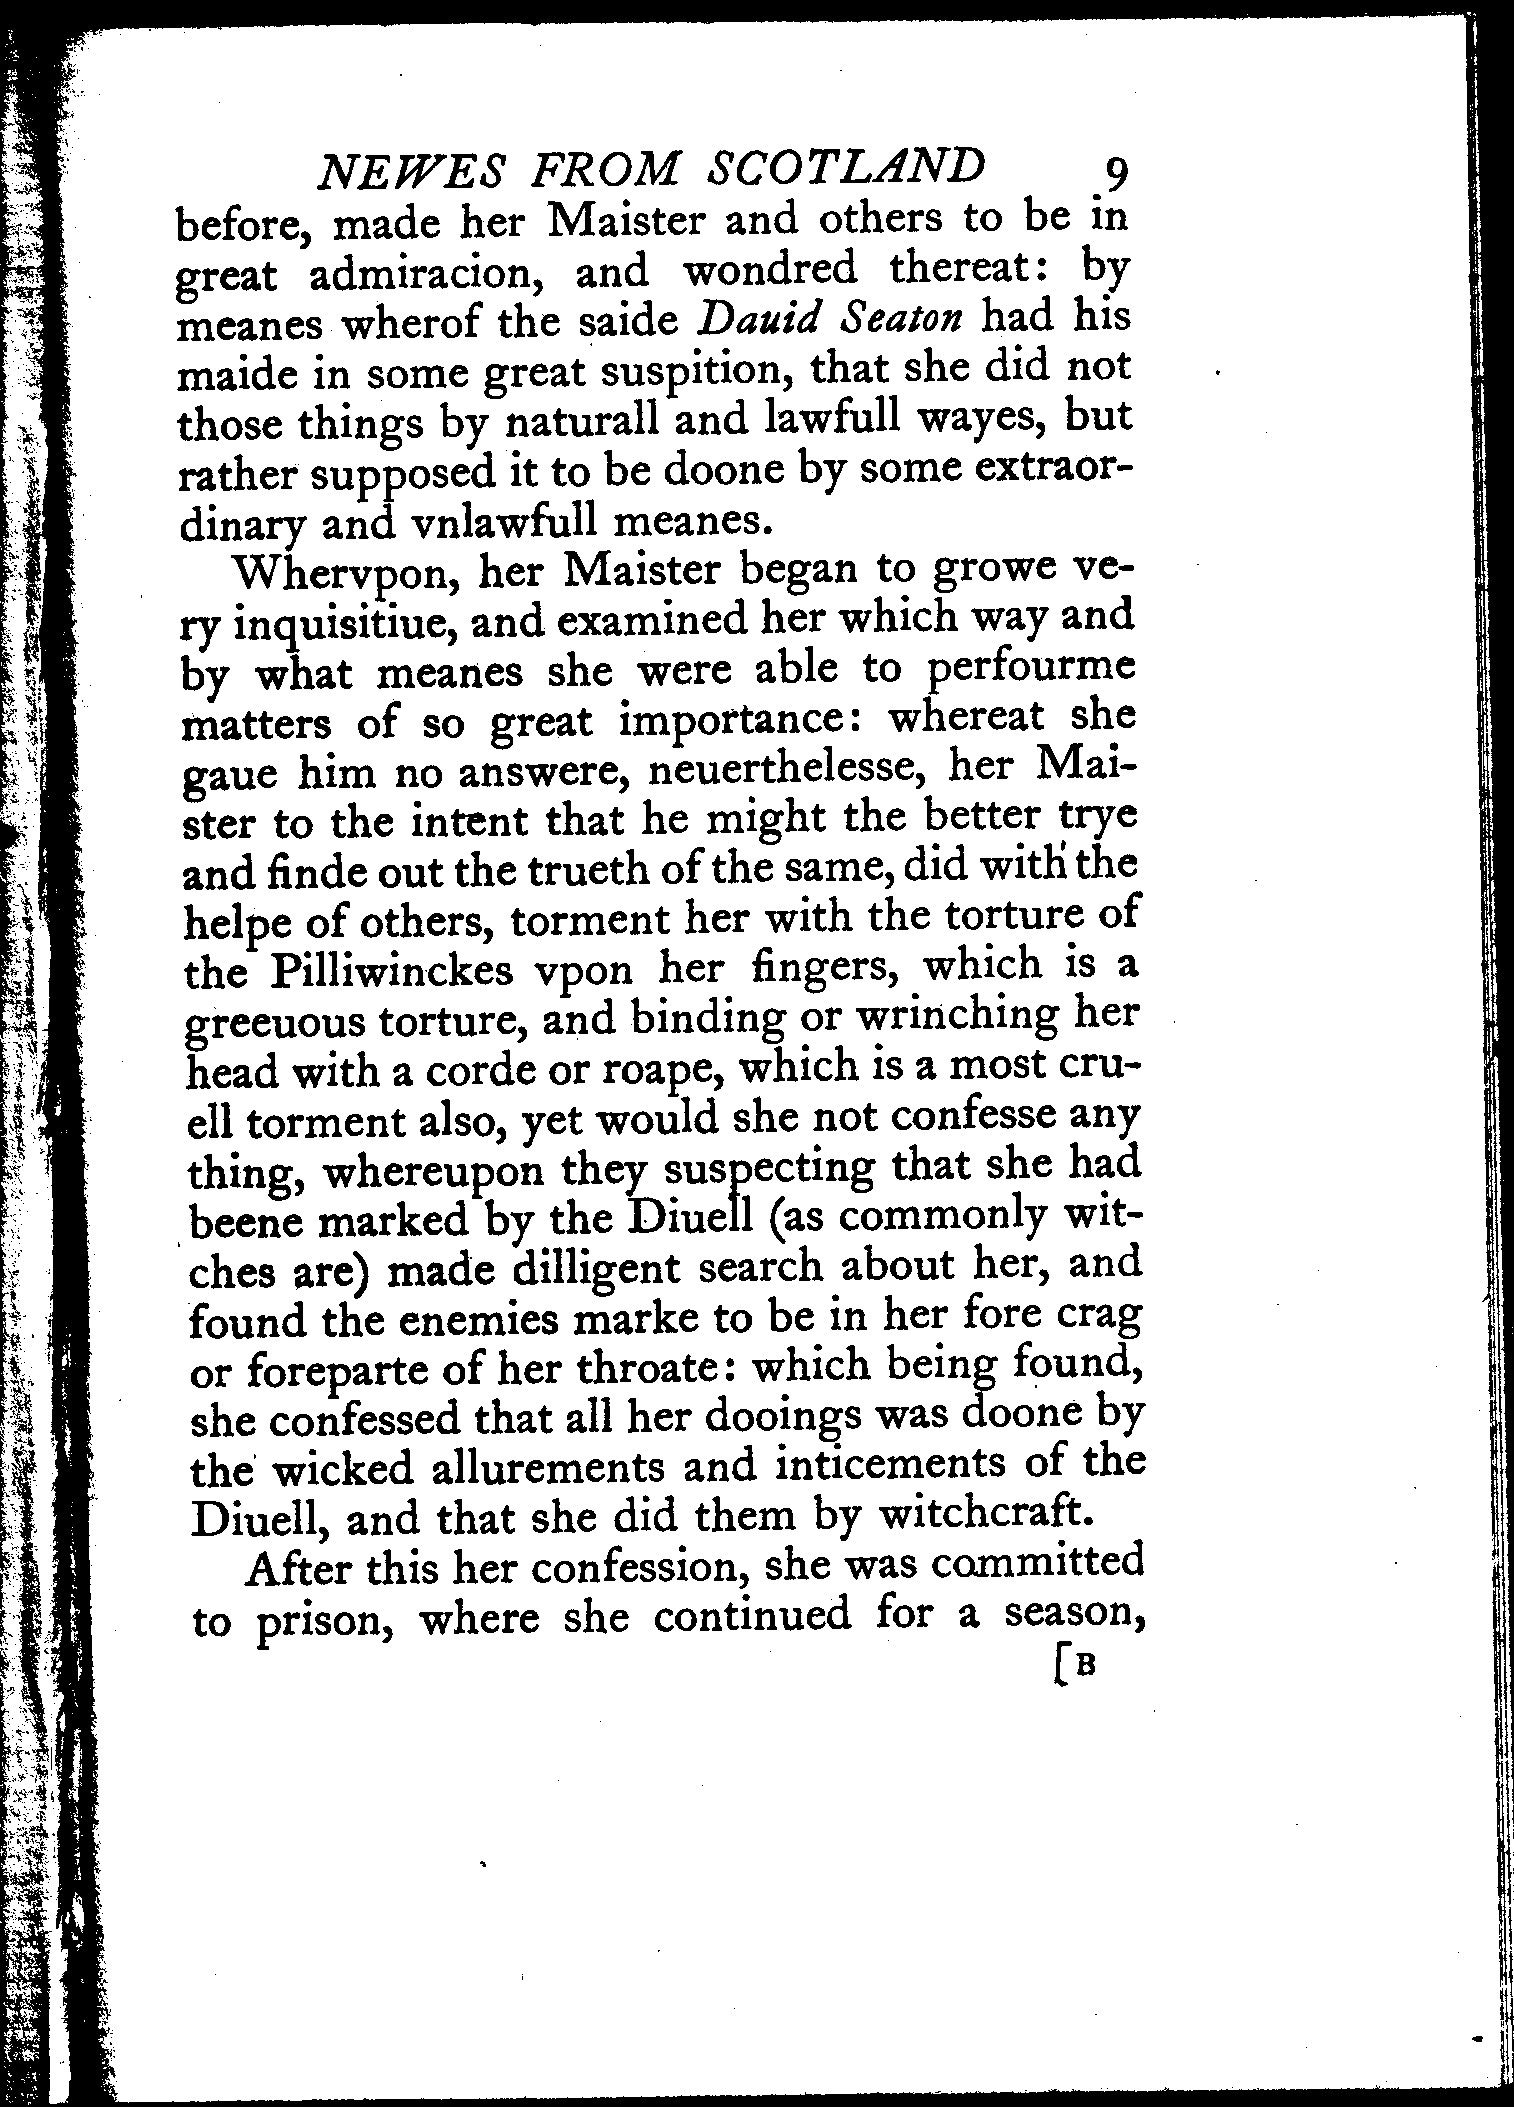 NEWES FROM SCOTLAND 9
before, made her Maister and others to be in
great admiracion, and wondred thereat: by
meanes wherof the saide Dauid Seaton had his
maide in some great suspition, that she did not
those things by naturall and lawfull wayes, but
rather supposed it to be doone by some extraor-
dinary and vnlawfull meanes.
Whervpon, her Maister began to growe ve-
ry inquisitiue, and examined her which way and
by what meanes she were able to perfourme
matters of so great importance: whereat she
gaue him no answere, neuerthelesse, her Mai-
ster to the intent that he might the better trye
and finde out the trueth of the same, did with the
helpe of others, torment her with the torture of
the Pilliwinckes vpon her fingers, which is a
greeuous torture, and binding or wrinching her
head with a corde or roape, which is a most cru-
ell torment also, yet would she not confesse any
thing, whereupon they suspecting that she had
beene marked by the Diuell (as commonly wit-
ches are) made dilligent search about her, and
found the enemies marke to be in her fore crag
or foreparte of her throate: which being found,
she confessed that all her dooings was doone by
the wicked allurements and inticements of the
Diuell, and that she did them by witchcraft.
After this her confession, she was committed
to prison, where she continued for a season,
[B